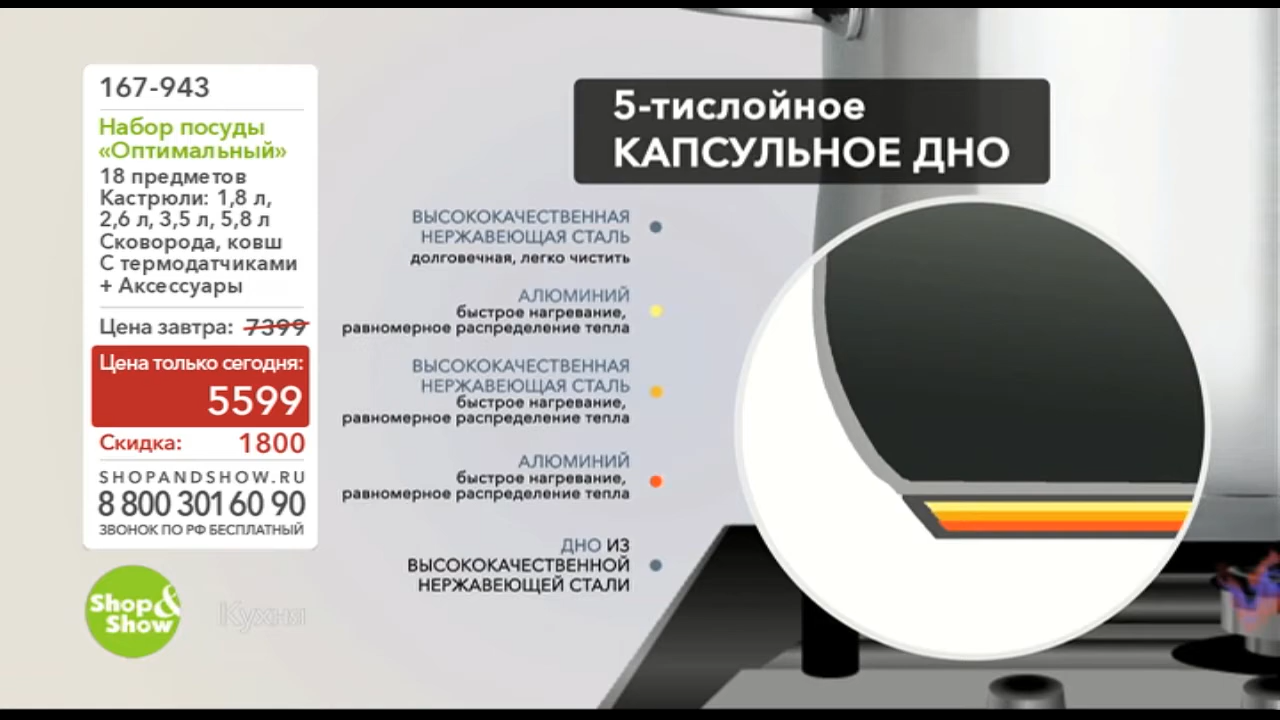 167-943
Набор посуды
«Оптимальный»
18 предметов
Кастрюли: 1,8 л,
2,6 л, 3,5 л, 5,8 л
Сковорода, ковш
С термодатчиками
+ Аксессуары
Цена завтра: 7399
Цена только сегодня:
5599
Скидка: 1800
SHOPANDSHOW.RU
8 800 301 60 90
ЗВОНОК ПО РФ БЕСПЛАТНЫЙ
Shop&
Show
Кухня
5-тислойное
КАПСУЛЬНОЕ ДНО
ВЫСОКОКАЧЕСТВЕННАЯ
НЕРЖАВЕЮЩАЯ СТАЛЬ
долговечная, легко чистить
АЛЮМИНИЙ
быстрое нагревание,
равномерное распределение тепла
ВЫСОКОКАЧЕСТВЕННАЯ
НЕРЖАВЕЮЩАЯ СТАЛЬ
быстрое нагревание,
равномерное распределение тепла
АЛЮМИНИЙ
быстрое нагревание,
равномерное распределение тепла
ДНО ИЗ
ВЫСОКОКАЧЕСТВЕННОЙ
НЕРЖАВЕЮЩЕЙ СТАЛИ